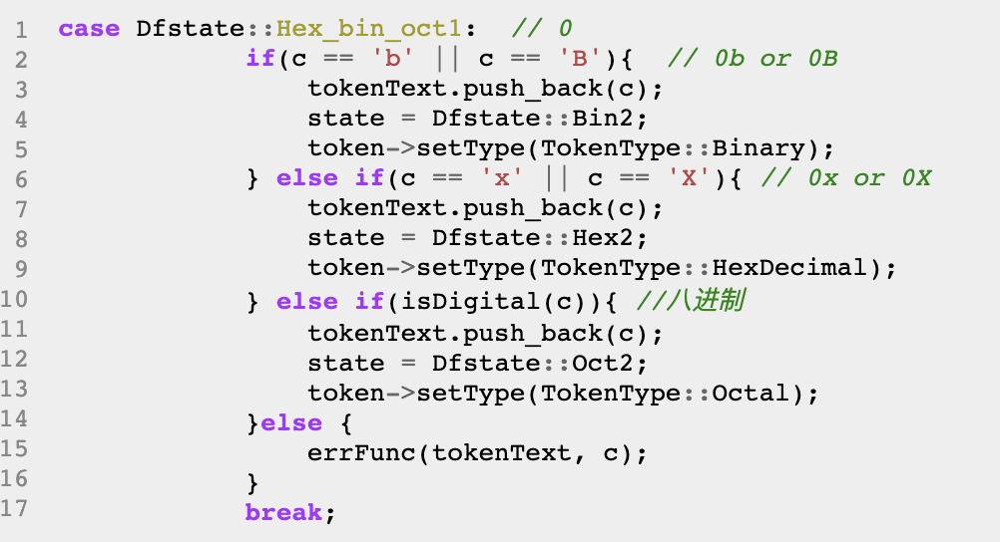 1 case Dfstate::Hex_bin_oct1:  // 0
2             if(c == 'b' || c == 'B'){  // 0b or 0B
3                 tokenText.push_back(c);
4                 state = Dfstate::Bin2;
5                 token->setType(TokenType::Binary);
6             } else if(c == 'x' || c == 'X'){ // 0x or 0X
7                 tokenText.push_back(c);
8                 state = Dfstate::Hex2;
9                 token->setType(TokenType::HexDecimal);
10             } else if(isDigital(c)){ //八进制
11                 tokenText.push_back(c);
12                 state = Dfstate::Oct2;
13                 token->setType(TokenType::Octal);
14             }else {
15                 errFunc(tokenText, c);
16             }
17             break;